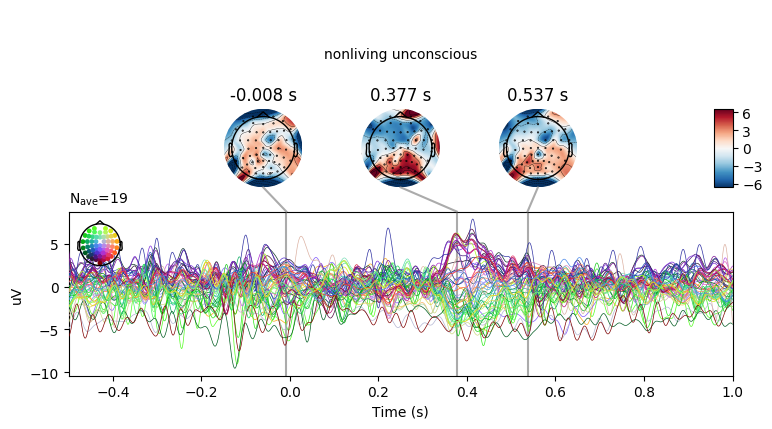 nonliving unconscious
-0.008 s 0.377 s 0.537 s
6
3
0
−3
−6
Nave=19
5
0
−5
−10
uV
−0.4 −0.2 0.0 0.2 0.4 0.6 0.8 1.0
Time (s)